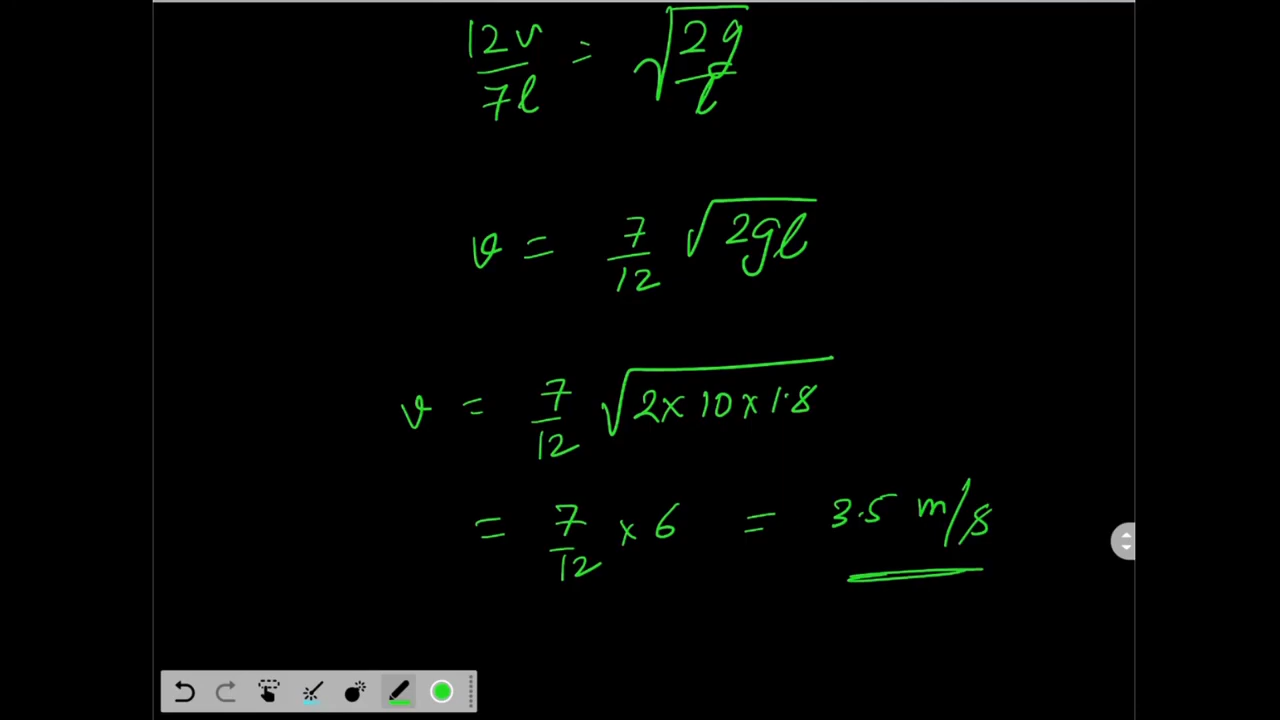 12v/7l = √(2g/l)
v = 7/12 √(2gl)
v = 7/12 √(2 x 10 x 1.8)
= 7/12 x 6 = 3.5 m/s